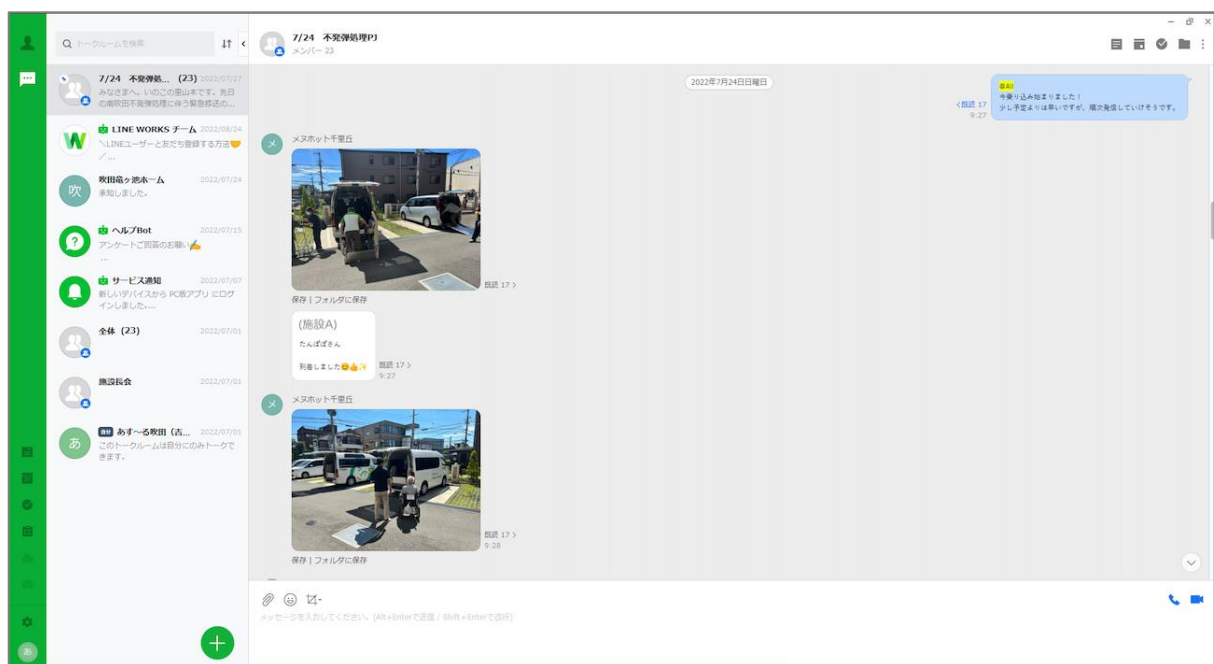 トークルームを検索
7/24 不発弾処... (23) 2022/07/27
みなさまへ。いのこの里山本です。先日
の南吹田不発弾処理に伴う緊急移送の...
LINE WORKS チーム 2022/08/24
＼LINEユーザーと友だち登録する方法🤝
／ ...
吹
吹田竜ヶ池ホーム 2022/07/24
承知しました。
ヘルプBot 2022/07/15
アンケートご回答のお願い✍
...
サービス通知 2022/07/07
新しいデバイスから PC版アプリ にログ
インしました。...
全体 (23) 2022/07/01
施設長会 2022/07/01
あ
自分 あす～る吹田 (吉... 2022/07/01
このトークルームは自分にのみトークで
きます。
あ
7/24 不発弾処理PJ
メンバー 23
2022年7月24日日曜日
@All
今乗り込み始まりました！
少し予定よりは早いですが、順次発信していけそうです。
既読 17
9:27
メ
メヌホット千里丘
既読 17
保存 | フォルダに保存
(施設A)
たんぽぽさん
到着しました😊👍✨
既読 17
9:27
メ
メヌホット千里丘
既読 17
9:28
保存 | フォルダに保存
メッセージを入力してください。(Alt+Enterで送信 / Shift+Enterで改行)